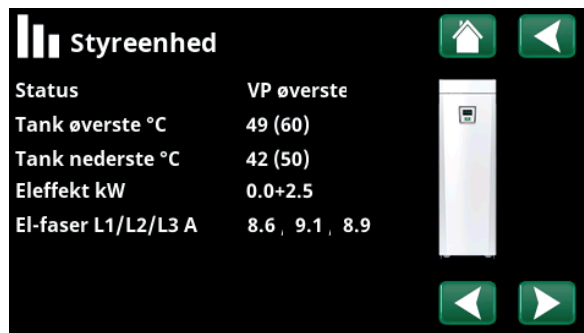 Styreenhed
Status VP øverste
Tank øverste °C 49 (60)
Tank nederste °C 42 (50)
Eleffekt kW 0.0+2.5
El-faser L1/L2/L3 A 8.6 , 9.1 , 8.9